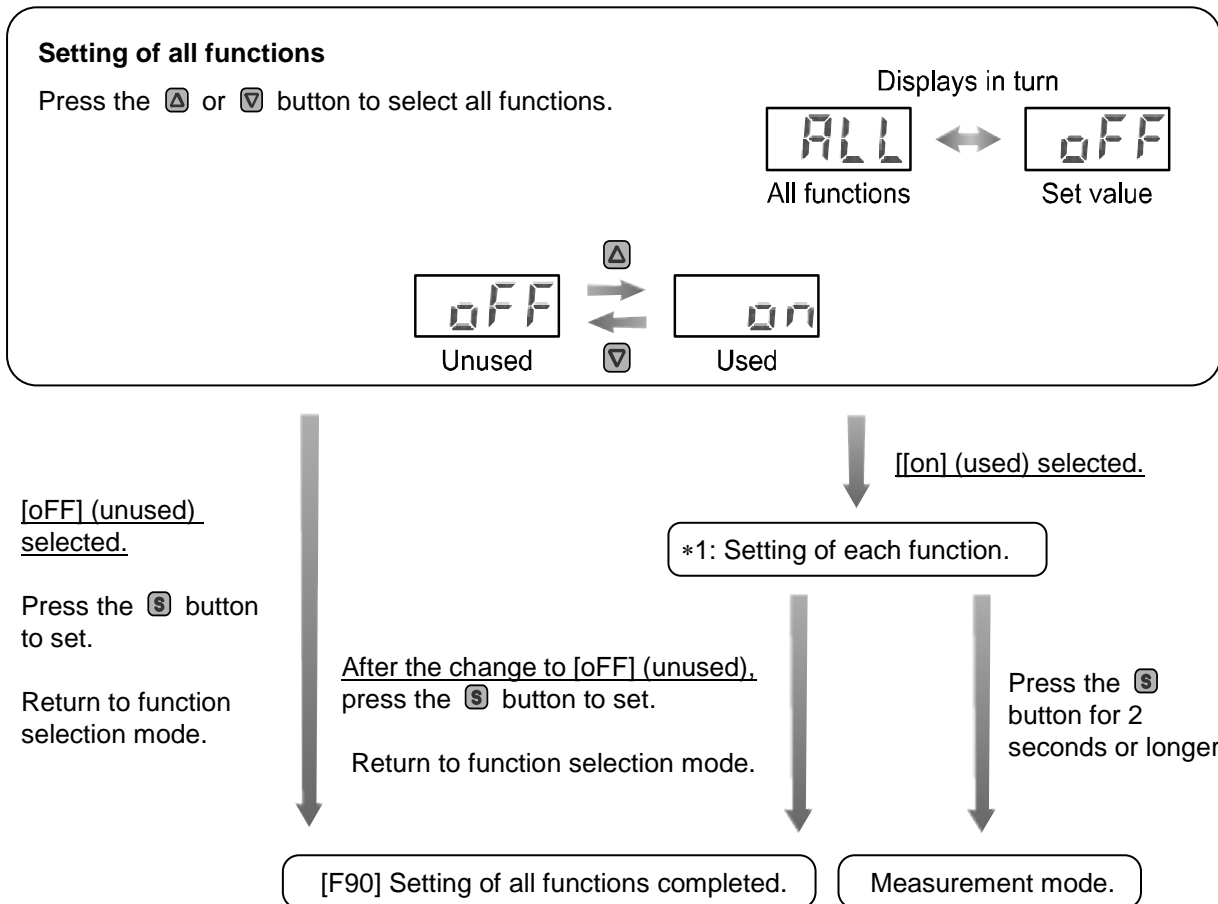 Setting of all functions
Press the △ or ▽ button to select all functions.
Displays in turn
ALL
oFF
All functions
Set value
△
oFF
on
Unused
▽
Used
[[on] (used) selected.
[oFF] (unused)
selected.
∗1: Setting of each function.
Press the S button
to set.
After the change to [oFF] (unused),
press the S button to set.
Return to function
selection mode.
Return to function selection mode.
Press the S
button for 2
seconds or longer
[F90] Setting of all functions completed.
Measurement mode.